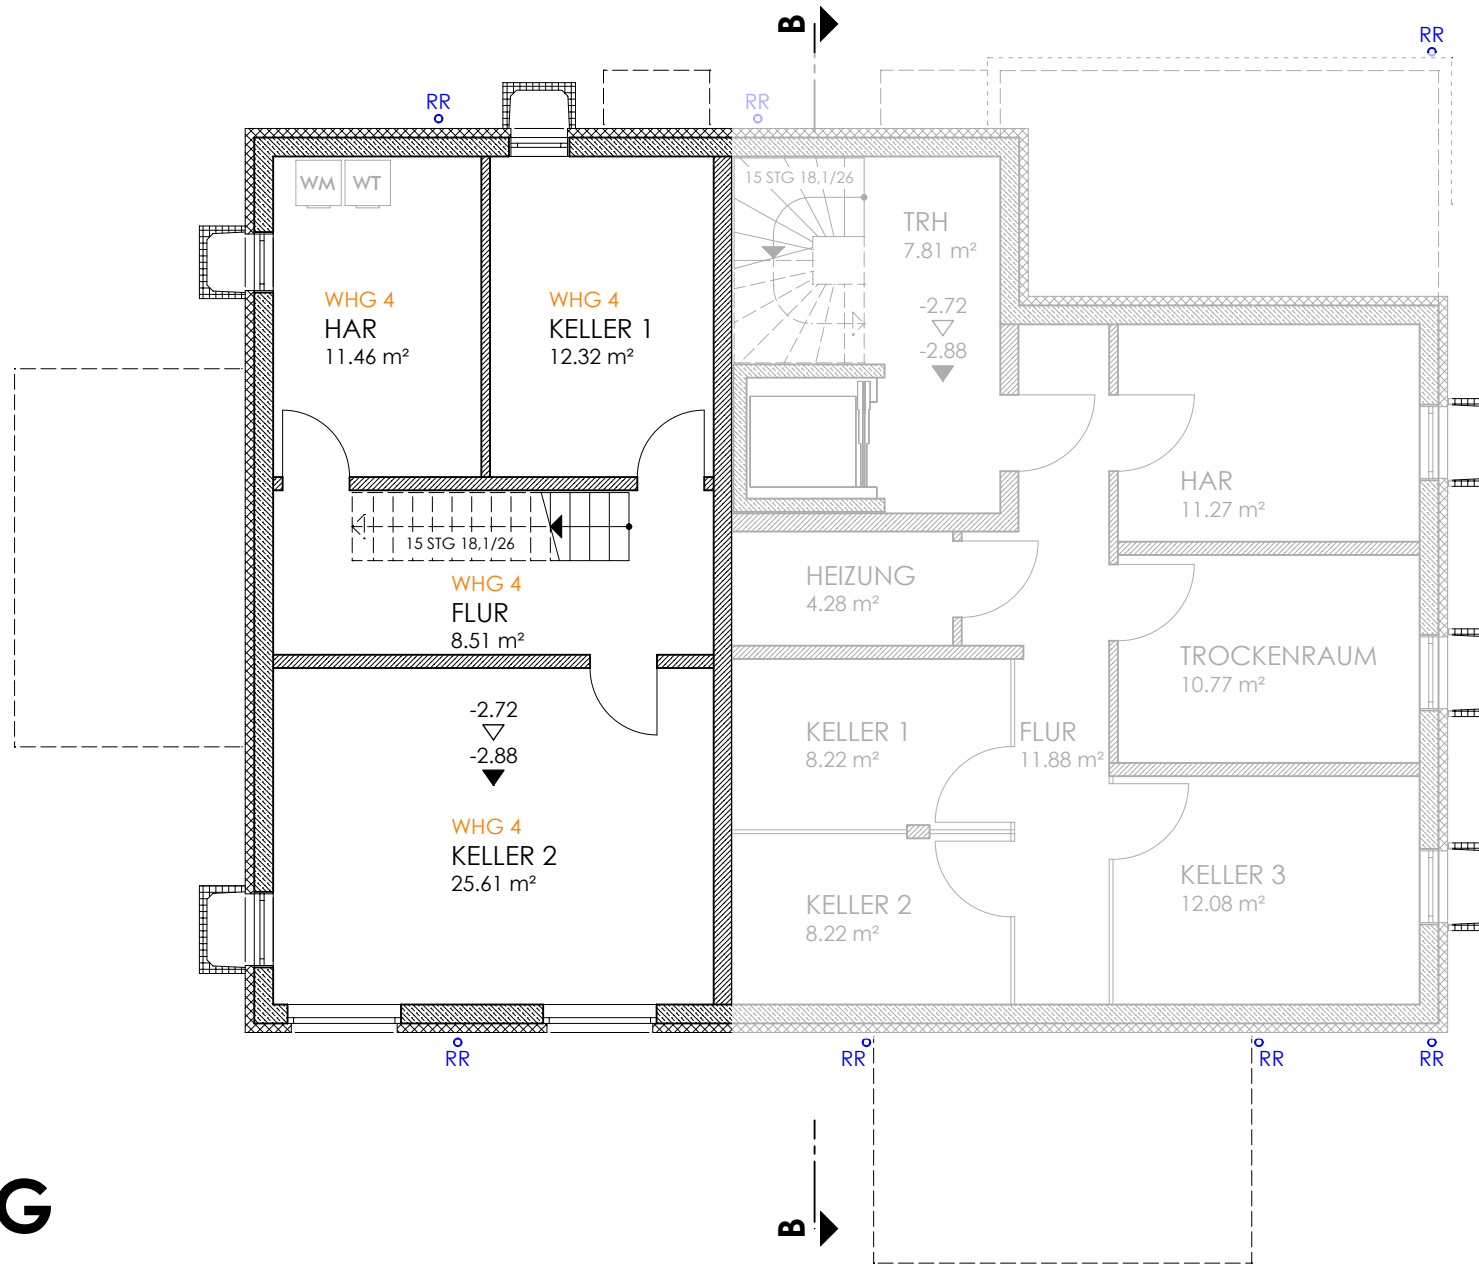 B
RR
RR
RR
15 STG 18,1/26
WM
WT
TRH
7.81 m²
WHG 4
HAR
11.46 m²
WHG 4
KELLER 1
12.32 m²
-2.72
-2.88
HAR
11.27 m²
15 STG 18,1/26
WHG 4
FLUR
8.51 m²
HEIZUNG
4.28 m²
TROCKENRAUM
10.77 m²
-2.72
-2.88
KELLER 1
8.22 m²
FLUR
11.88 m²
WHG 4
KELLER 2
25.61 m²
KELLER 2
8.22 m²
KELLER 3
12.08 m²
RR
RR
RR
RR
G
B